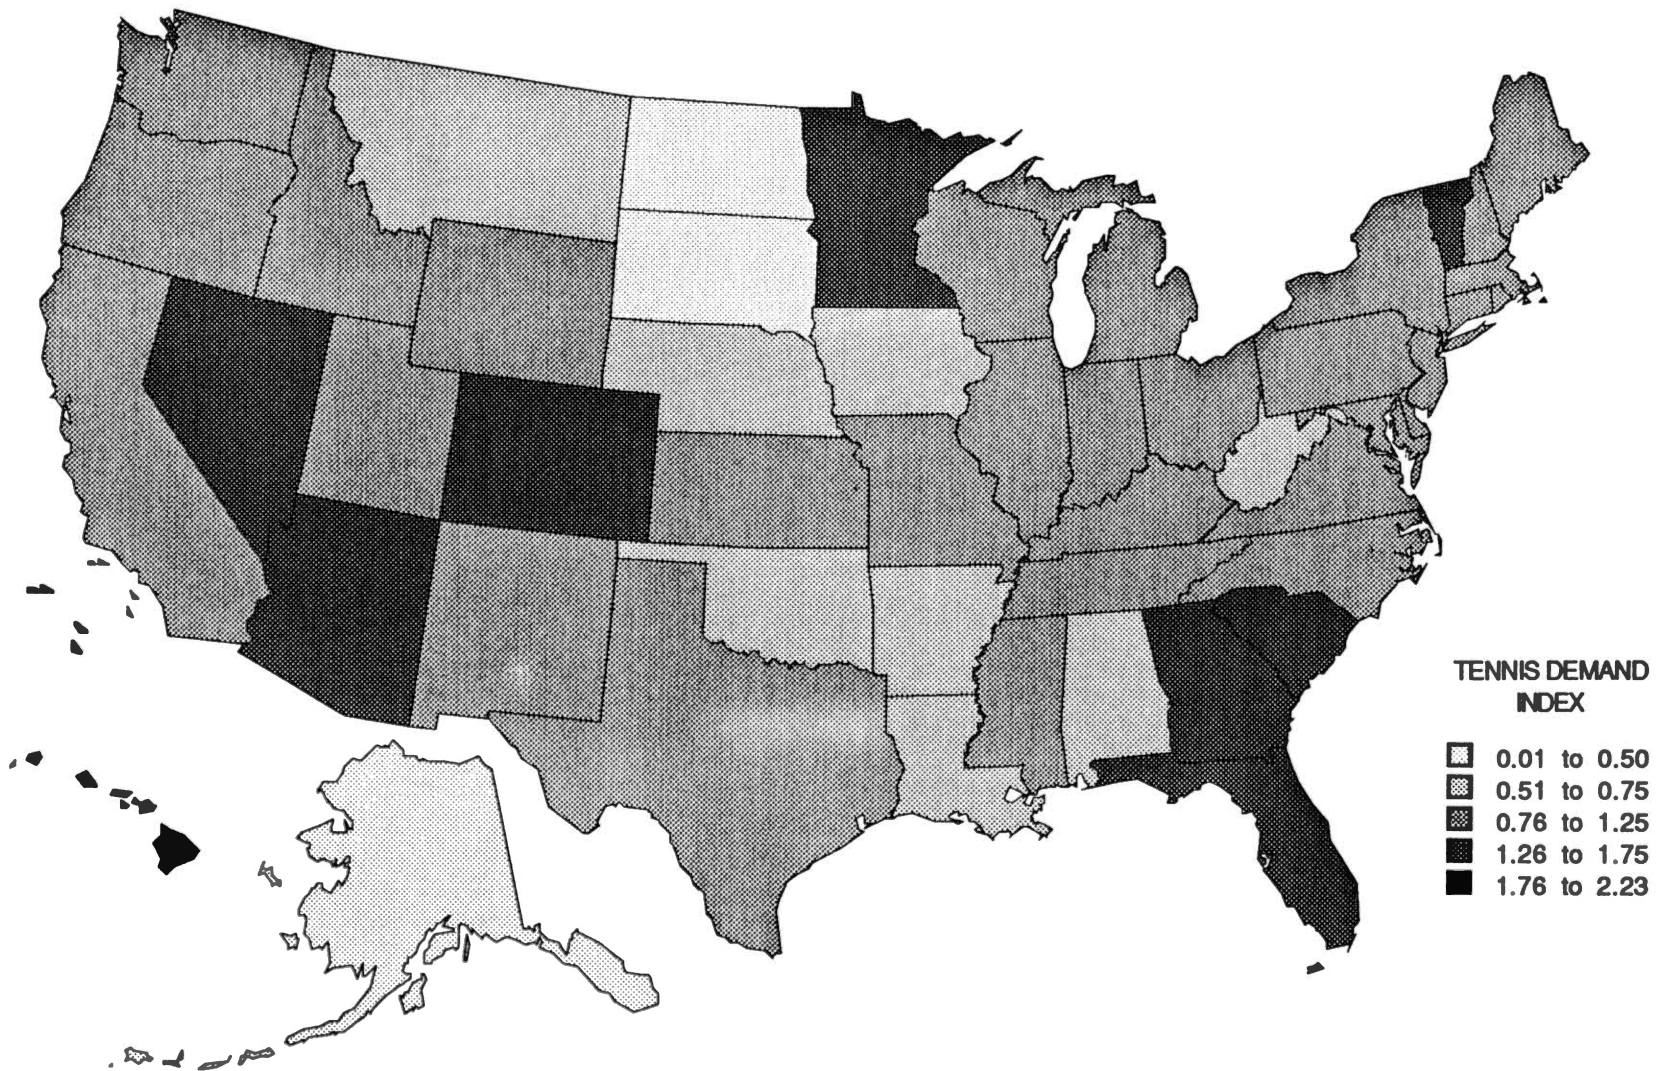 TENNIS DEMAND
INDEX
0.01 to 0.50
0.51 to 0.75
0.76 to 1.25
1.26 to 1.75
1.76 to 2.23